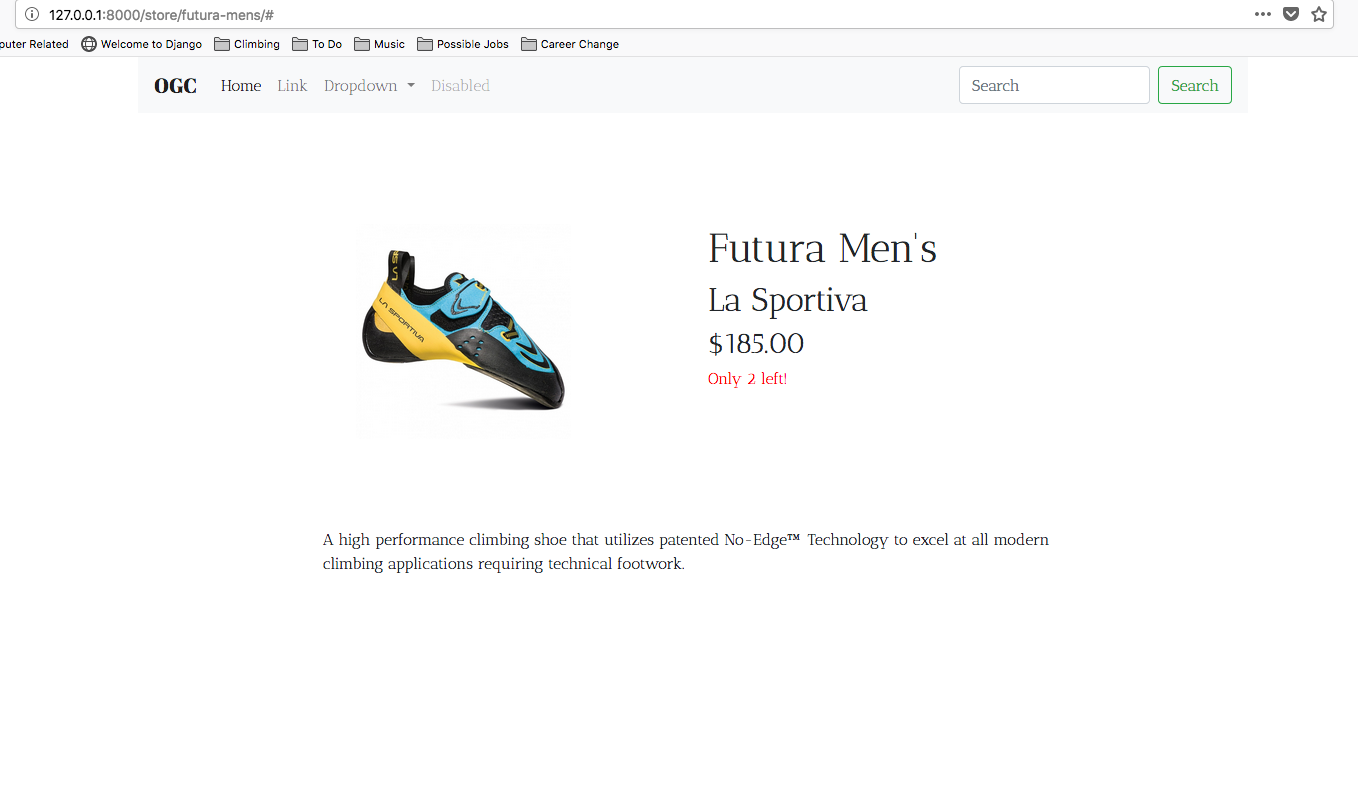 127.0.0.1:8000/store/futura-mens/#
puter Related Welcome to Django Climbing To Do Music Possible Jobs Career Change
OGC Home Link Dropdown Disabled Search Search
LA SP
LA SPORTIVA
Futura Men's
La Sportiva
$185.00
Only 2 left!
A high performance climbing shoe that utilizes patented No-Edge™ Technology to excel at all modern
climbing applications requiring technical footwork.